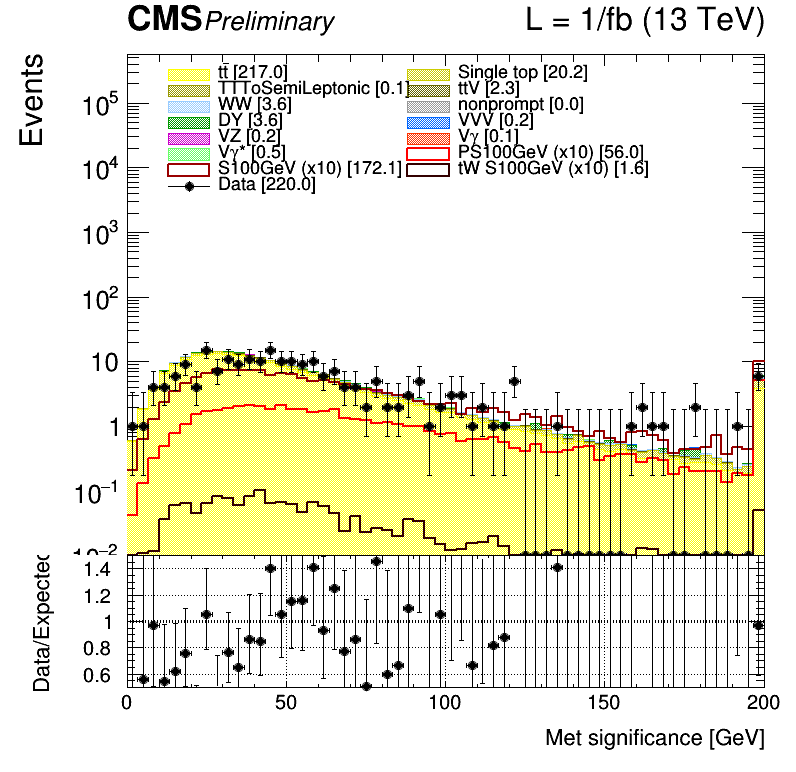 CMS Preliminary L = 1/fb (13 TeV)
Events
tt̄ [217.0] Single top [20.2]
TTToSemiLeptonic [0.1] ttV [2.3]
WW [3.6] nonprompt [0.0]
DY [3.6] VVV [0.2]
VZ [0.2] Vγ [0.1]
Vγ* [0.5] PS100GeV (x10) [56.0]
S100GeV (x10) [172.1] tW S100GeV (x10) [1.6]
Data [220.0]
10⁵
10⁴
10³
10²
10
1
10⁻¹
10⁻²
Data/Expected
1.4
1.2
1
0.8
0.6
0 50 100 150 200
Met significance [GeV]